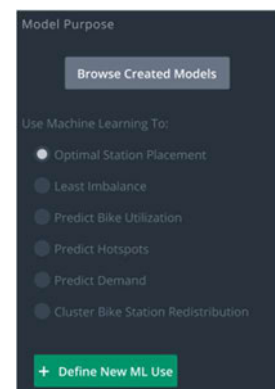 Model Purpose
Browse Created Models
Use Machine Learning To:
Optimal Station Placement
Least Imbalance
Predict Bike Utilization
Predict Hotspots
Predict Demand
Cluster Bike Station Redistribution
+ Define New ML Use